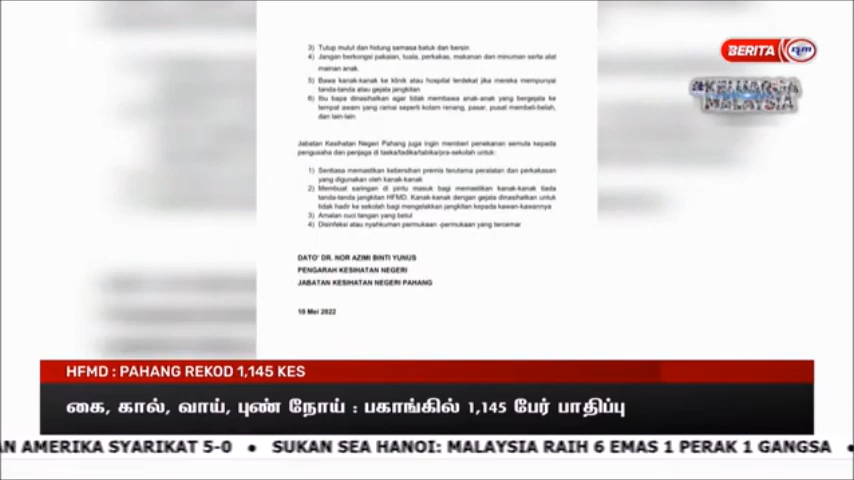 3) Tutup mulut dan hidung semasa batuk dan bersin
4) Jangan berkongsi pakaian, tuala, perkakas, makanan dan minuman serta alat
mainan anak.
5) Bawa kanak-kanak ke klinik atau hospital terdekat jika mereka mempunyai
tanda-tanda atau gejala jangkitan
6) Ibu bapa dinasihatkan agar tidak membawa anak-anak yang bergejala ke
tempat awam yang ramai seperti kolam renang, pasar, pusat membeli-belah,
dan lain-lain
Jabatan Kesihatan Negeri Pahang juga ingin memberi penekanan semula kepada
pengusaha dan penjaga di taska/tadika/tabika/pra-sekolah untuk:
1) Sentiasa memastikan kebersihan premis terutama peralatan dan perkakasan
yang digunakan oleh kanak-kanak
2) Membuat saringan di pintu masuk bagi memastikan kanak-kanak tiada
tanda-tanda jangkitan HFMD. Kanak-kanak dengan gejala dinasihatkan untuk
tidak hadir ke sekolah bagi mengelakkan jangkitan kepada kawan-kawannya
3) Amalan cuci tangan yang betul
4) Disinfeksi atau nyahkuman permukaan -permukaan yang tercemar
DATO' DR. NOR AZIMI BINTI YUNUS
PENGARAH KESIHATAN NEGERI
JABATAN KESIHATAN NEGERI PAHANG
10 Mei 2022
BERITA rtm
#KELUARGA
MALAYSIA
HFMD : PAHANG REKOD 1,145 KES
கை, கால், வாய், புண் நோய் : பகாங்கில் 1,145 பேர் பாதிப்பு
AN AMERIKA SYARIKAT 5-0 • SUKAN SEA HANOI: MALAYSIA RAIH 6 EMAS 1 PERAK 1 GANGSA •